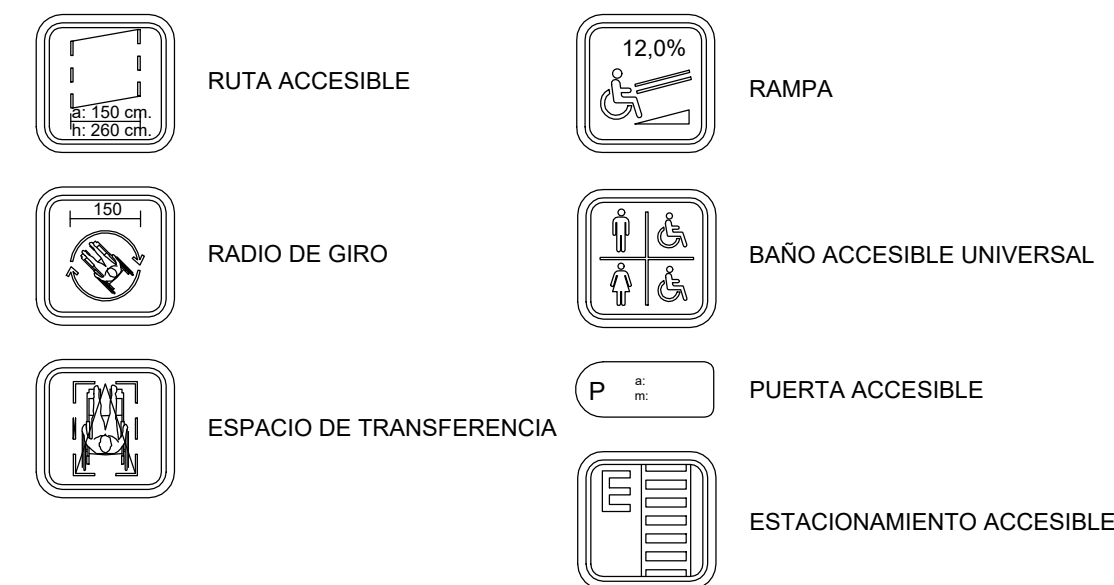 a: 150 cm.
h: 260 cm.
RUTA ACCESIBLE
150
RADIO DE GIRO
ESPACIO DE TRANSFERENCIA
12,0%
RAMPA
BAÑO ACCESIBLE UNIVERSAL
P
a:
m:
PUERTA ACCESIBLE
E
ESTACIONAMIENTO ACCESIBLE